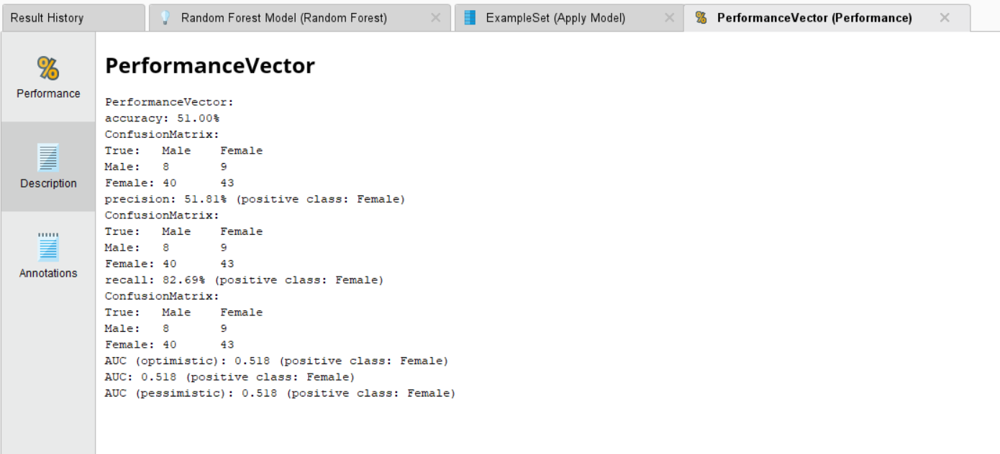 Result History
Random Forest Model (Random Forest)
ExampleSet (Apply Model)
% PerformanceVector (Performance)
%
Performance
Description
Annotations
PerformanceVector
PerformanceVector:
accuracy: 51.00%
ConfusionMatrix:
True: Male Female
Male: 8 9
Female: 40 43
precision: 51.81% (positive class: Female)
ConfusionMatrix:
True: Male Female
Male: 8 9
Female: 40 43
recall: 82.69% (positive class: Female)
ConfusionMatrix:
True: Male Female
Male: 8 9
Female: 40 43
AUC (optimistic): 0.518 (positive class: Female)
AUC: 0.518 (positive class: Female)
AUC (pessimistic): 0.518 (positive class: Female)